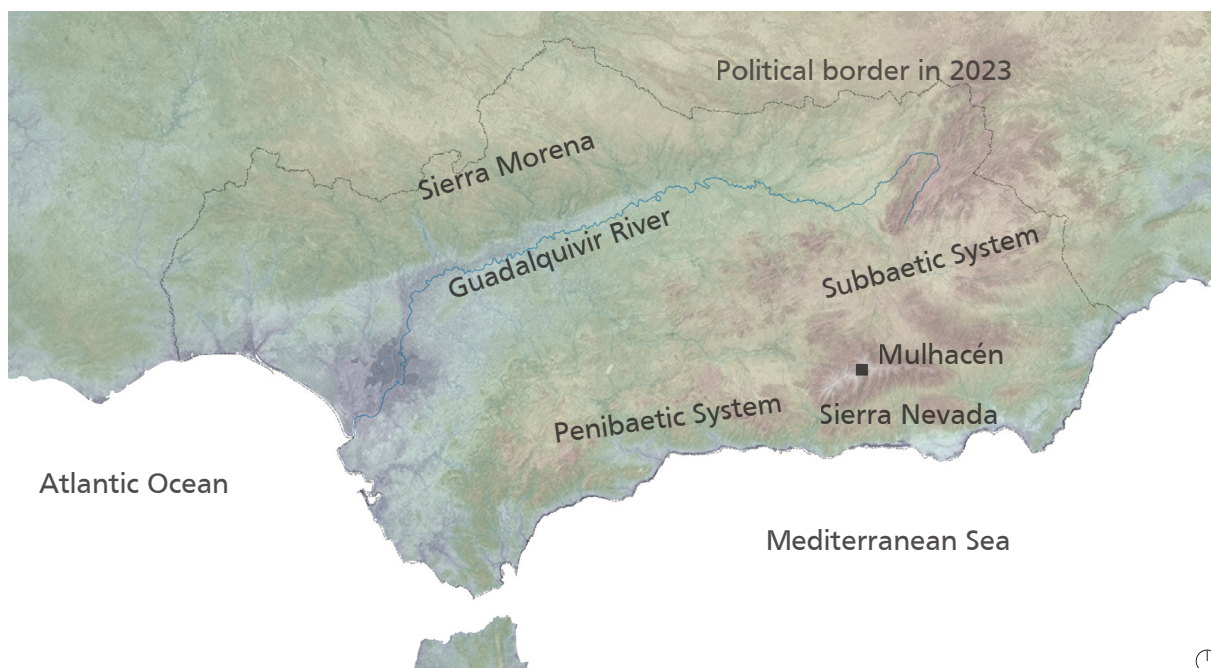 Political border in 2023
Sierra Morena
Guadalquivir River
Subbaetic System
Mulhacén
Penibaetic System
Sierra Nevada
Atlantic Ocean
Mediterranean Sea